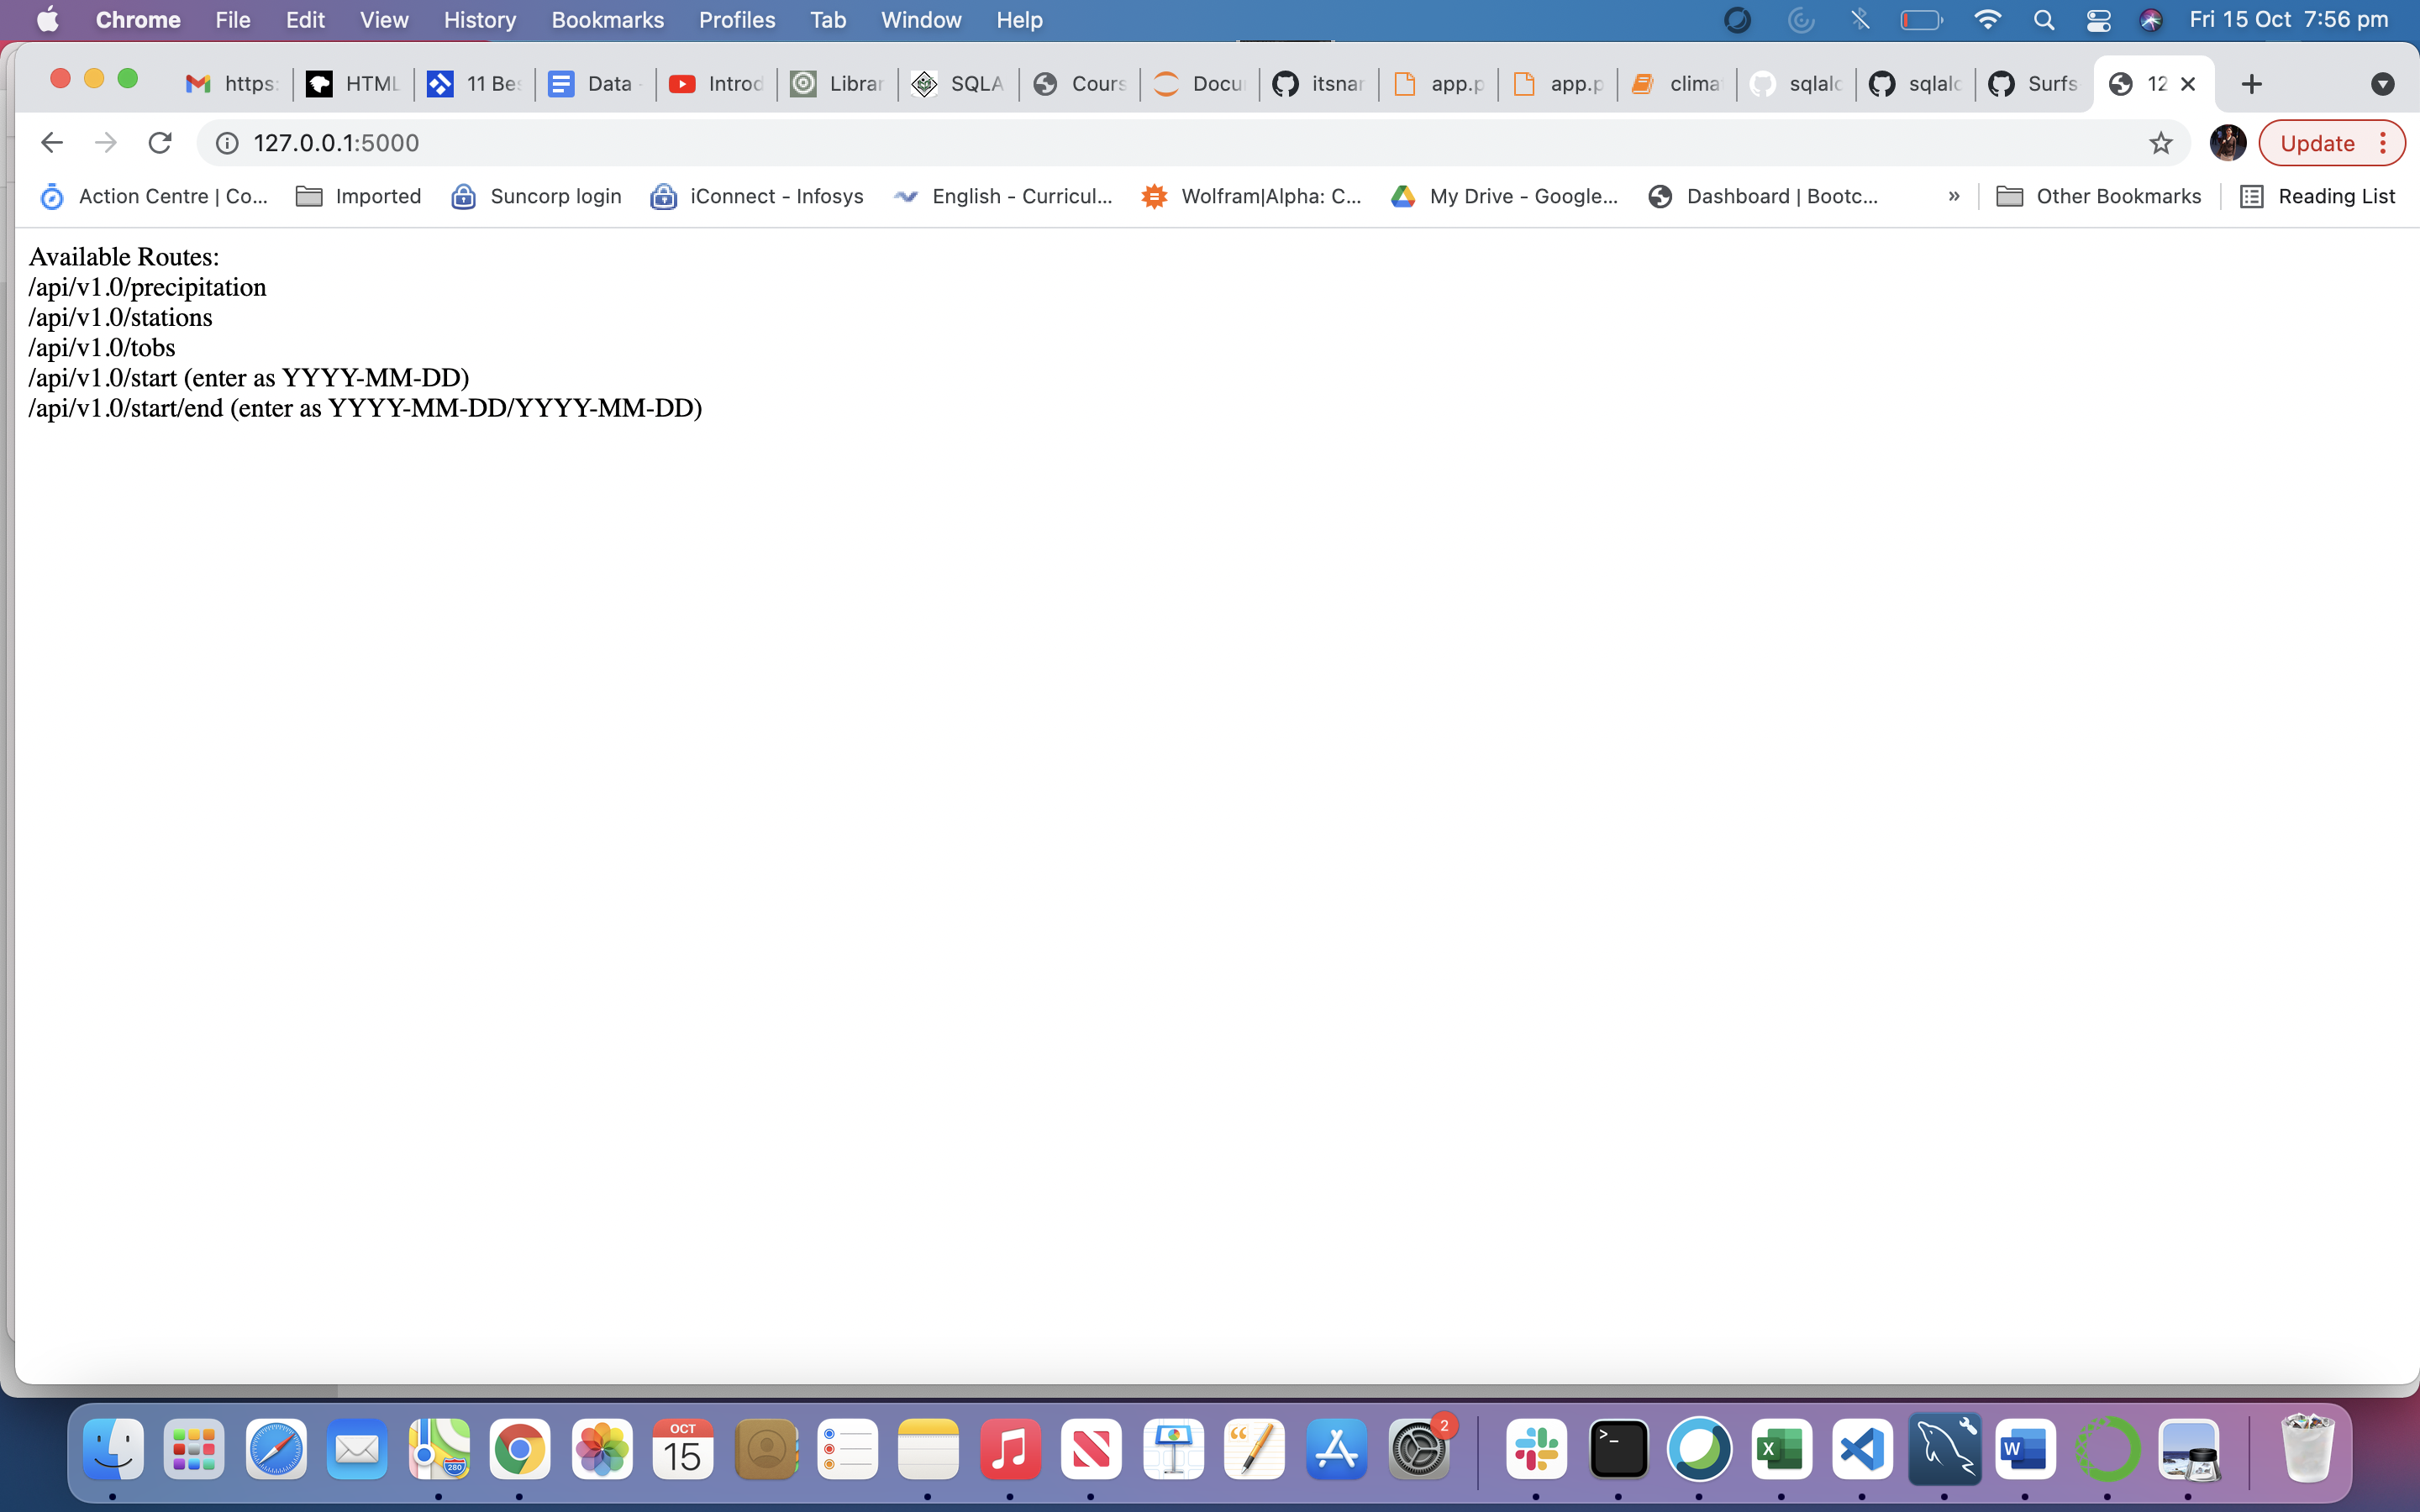 Chrome File Edit View History Bookmarks Profiles Tab Window Help Fri 15 Oct 7:56 pm
https: HTML 11 Bes Data - Introd Librar SQLA Cours Docu itsnar app.p app.p clima sqlalc sqlalc Surfs 12
127.0.0.1:5000 Update
Action Centre | Co... Imported Suncorp login iConnect - Infosys English - Curricul... Wolfram|Alpha: C... My Drive - Google... Dashboard | Bootc... » Other Bookmarks Reading List
Available Routes:
/api/v1.0/precipitation
/api/v1.0/stations
/api/v1.0/tobs
/api/v1.0/start (enter as YYYY-MM-DD)
/api/v1.0/start/end (enter as YYYY-MM-DD/YYYY-MM-DD)
OCT
15
2
280
>_
X
W